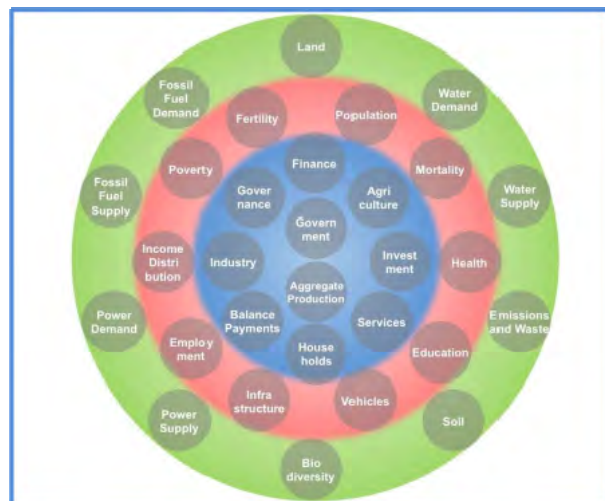 Land
Fossil
Fuel
Demand
Water
Demand
Fertility
Population
Finance
Poverty
Mortality
Gover
nance
Agri
culture
Fossil
Fuel
Supply
Water
Supply
Govern
ment
Income
Distri
bution
Industry
Invest
ment
Health
Aggregate
Production
Power
Demand
Balance
Payments
Services
Emissions
and Waste
Employ
ment
House
holds
Education
Infra
structure
Vehicles
Power
Supply
Soil
Bio
diversity